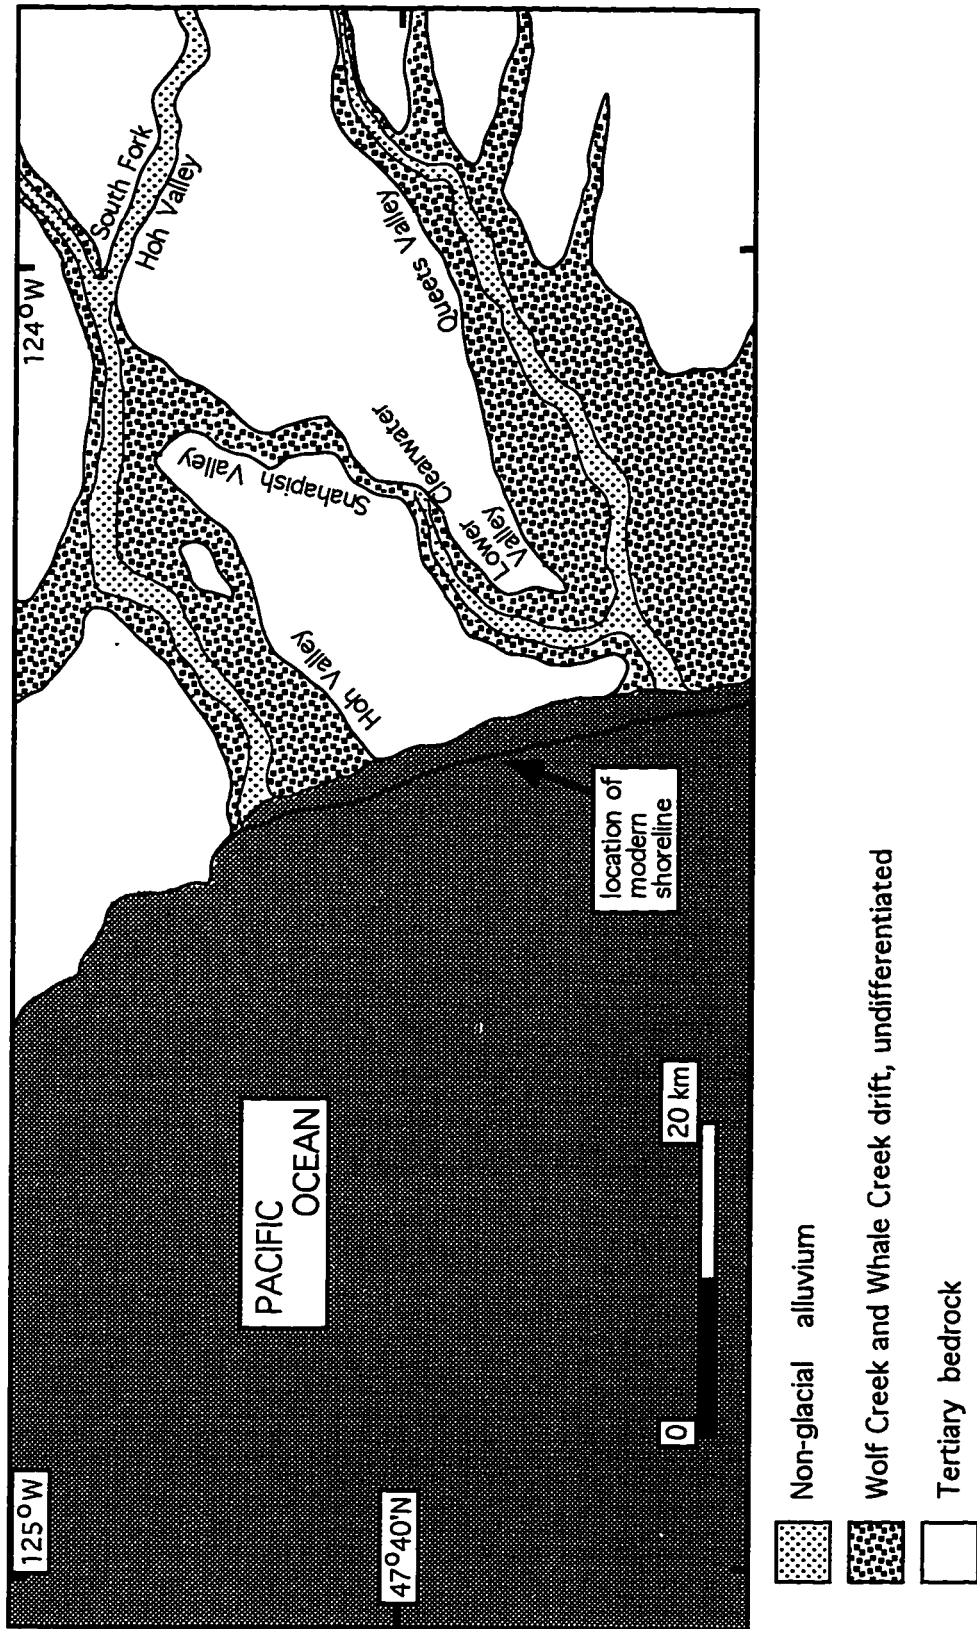 125°W
124°W
47°40'N
PACIFIC
OCEAN
South Fork
Hoh Valley
Hoh Valley
Snahapish Valley
Lower Clearwater
Valley
Queets Valley
location of
modern
shoreline
0
20 km
Non-glacial alluvium
Wolf Creek and Whale Creek drift, undifferentiated
Tertiary bedrock